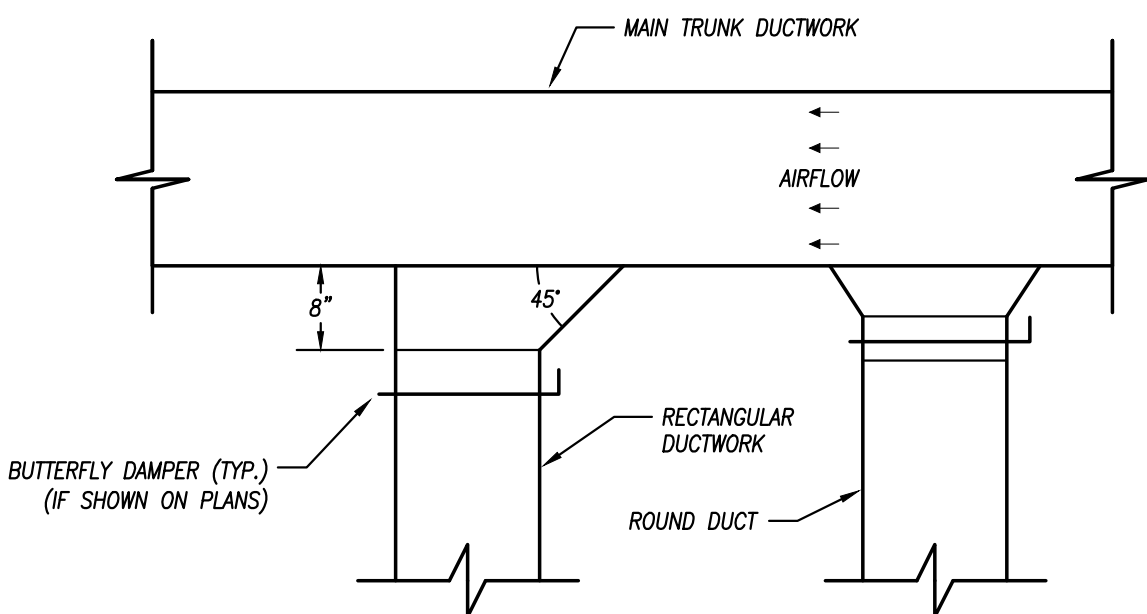 MAIN TRUNK DUCTWORK
AIRFLOW
8"
45°
RECTANGULAR
DUCTWORK
BUTTERFLY DAMPER (TYP.)
(IF SHOWN ON PLANS)
ROUND DUCT